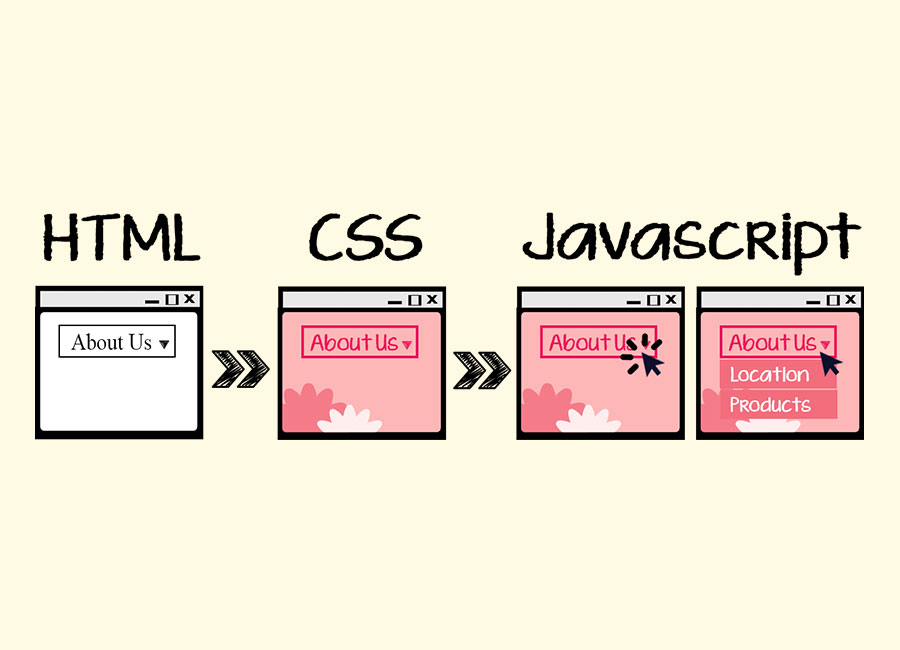 HTML
CSS
Javascript
About Us
About Us
About Us
About Us
Location
Products